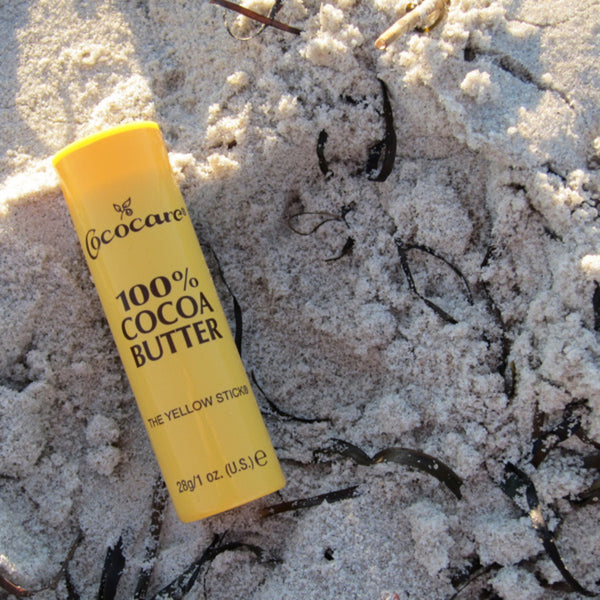 Cococare®
100%
COCOA
BUTTER
THE YELLOW STICK®
28g/1 oz. (U.S.) ℮